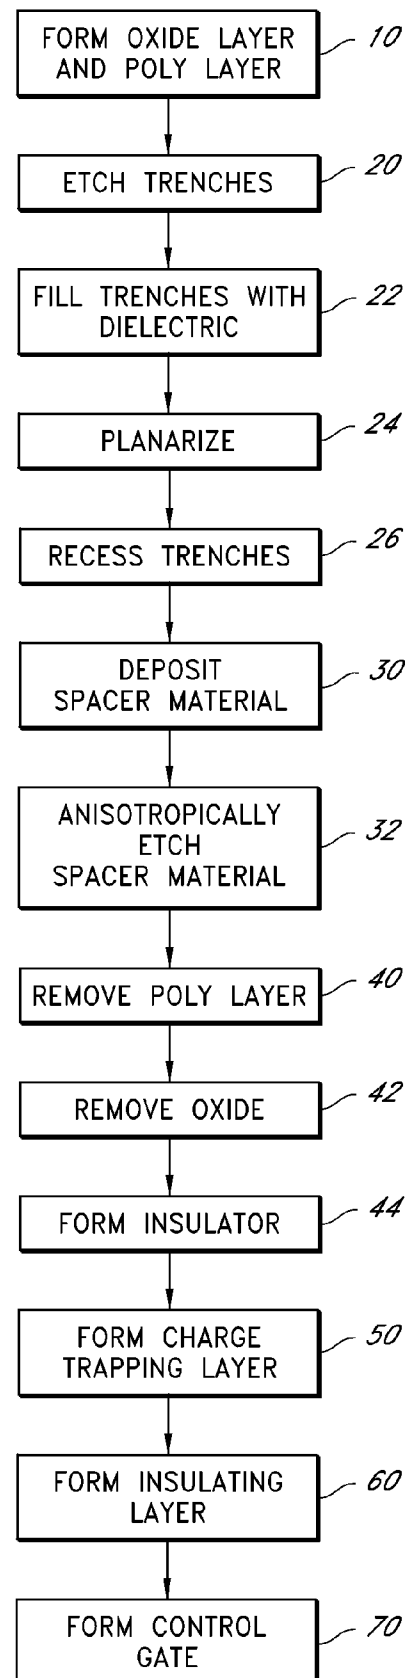 FORM OXIDE LAYER
AND POLY LAYER
10
ETCH TRENCHES
20
FILL TRENCHES WITH
DIELECTRIC
22
PLANARIZE
24
RECESS TRENCHES
26
DEPOSIT
SPACER MATERIAL
30
ANISOTROPICALLY
ETCH
SPACER MATERIAL
32
REMOVE POLY LAYER
40
REMOVE OXIDE
42
FORM INSULATOR
44
FORM CHARGE
TRAPPING LAYER
50
FORM INSULATING
LAYER
60
FORM CONTROL
GATE
70